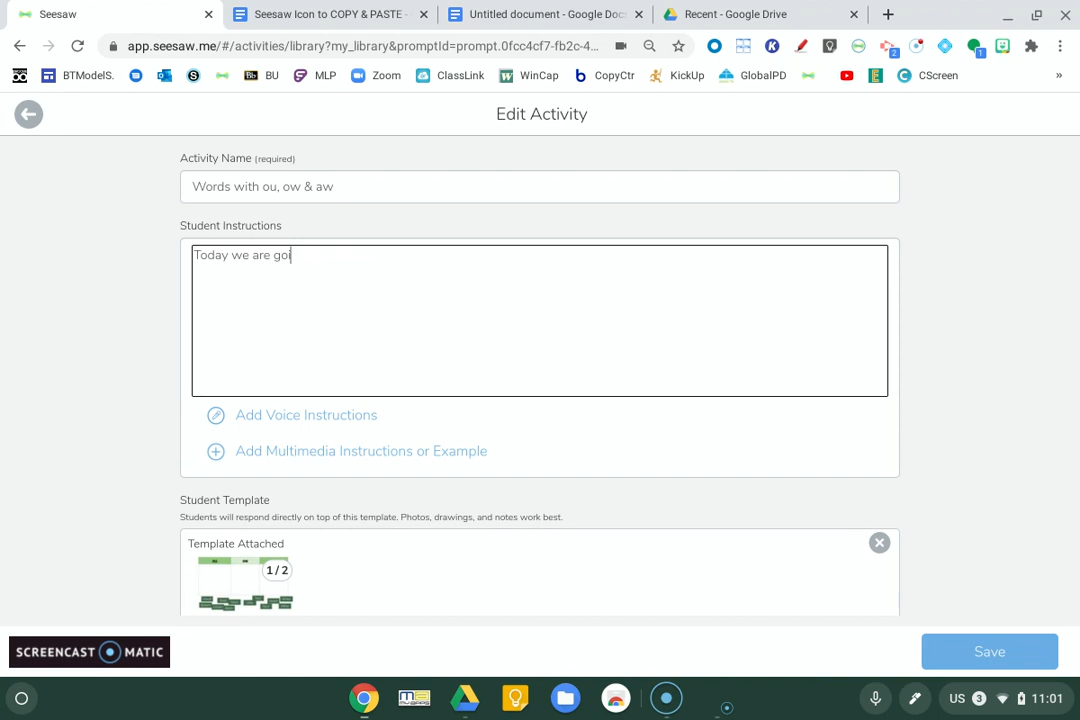 Seesaw
Seesaw Icon to COPY & PASTE -
Untitled document - Google Doc
Recent - Google Drive
app.seesaw.me/#/activities/library?my_library&promptId=prompt.0fcc4cf7-fb2c-4...
BTModelS.
BU
MLP
Zoom
ClassLink
WinCap
CopyCtr
KickUp
GlobalPD
CScreen
»
Edit Activity
Activity Name (required)
Words with ou, ow & aw
Student Instructions
Today we are goi
Add Voice Instructions
Add Multimedia Instructions or Example
Student Template
Students will respond directly on top of this template. Photos, drawings, and notes work best.
Template Attached
1 / 2
SCREENCAST MATIC
Save
US 3 11:01